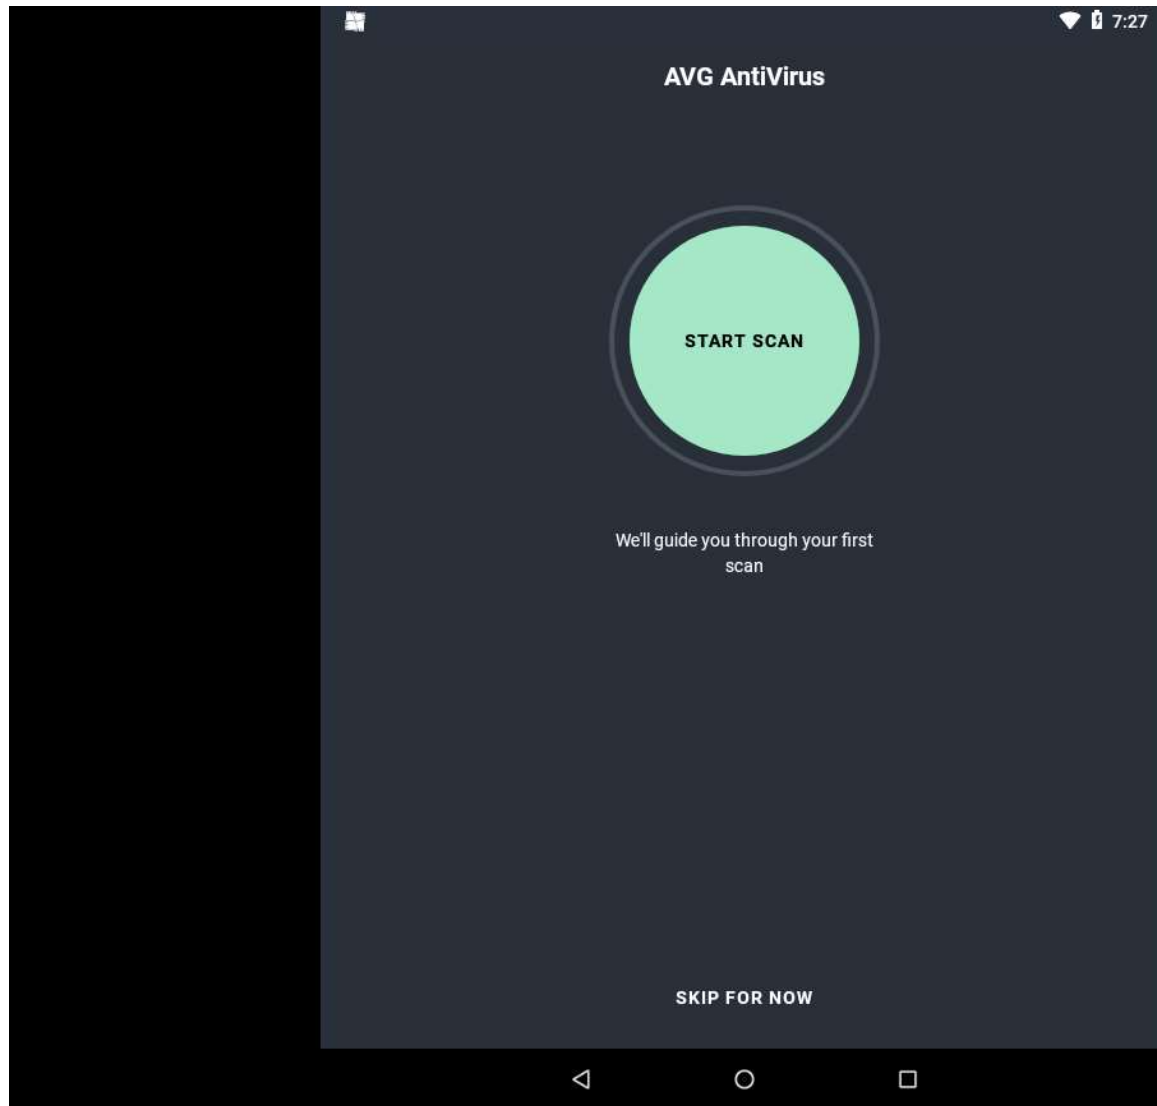 7:27
AVG AntiVirus
START SCAN
We'll guide you through your first
scan
SKIP FOR NOW